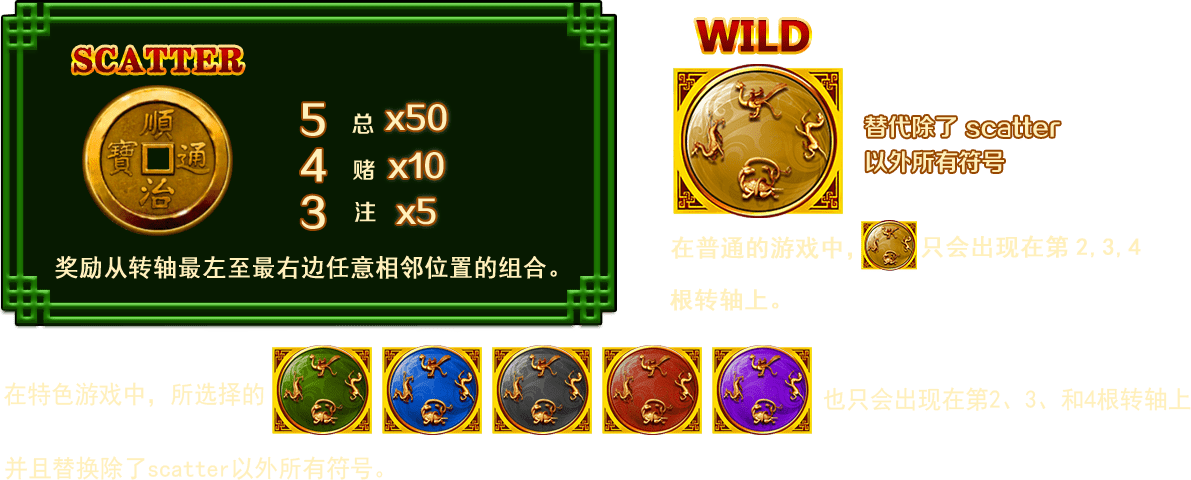 SCATTER
順治通寶
5 总 x50
4 赌 x10
3 注 x5
奖励从转轴最左至最右边任意相邻位置的组合。
WILD
替代除了 scatter
以外所有符号
在普通的游戏中，只会出现在第 2,3,4
根转轴上。
在特色游戏中，所选择的 也只会出现在第2、3、和4根转轴上
并且替换除了scatter以外所有符号。